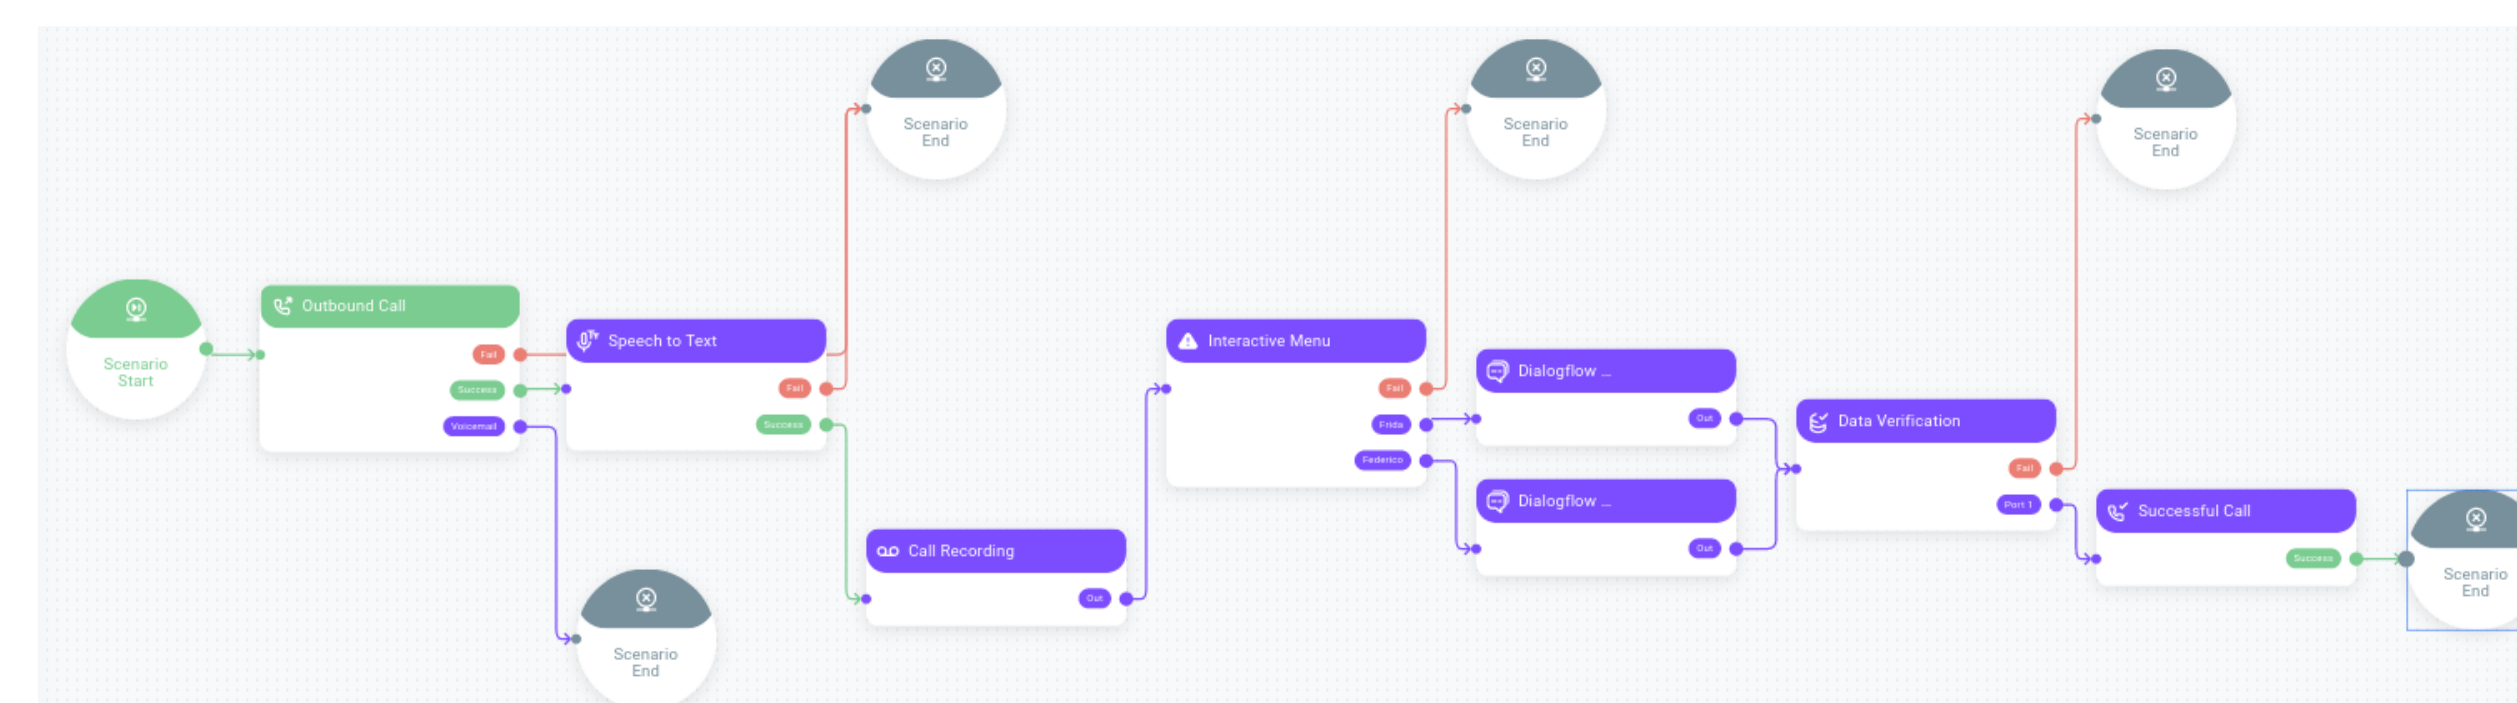 Scenario
Start
Outbound Call
Fail
Success
Voicemail
Speech to Text
Fail
Success
Scenario
End
Scenario
End
Call Recording
Out
Interactive Menu
Fail
Frida
Federico
Scenario
End
Dialogflow ...
Out
Dialogflow ...
Out
Data Verification
Fail
Port 1
Scenario
End
Successful Call
Success
Scenario
End